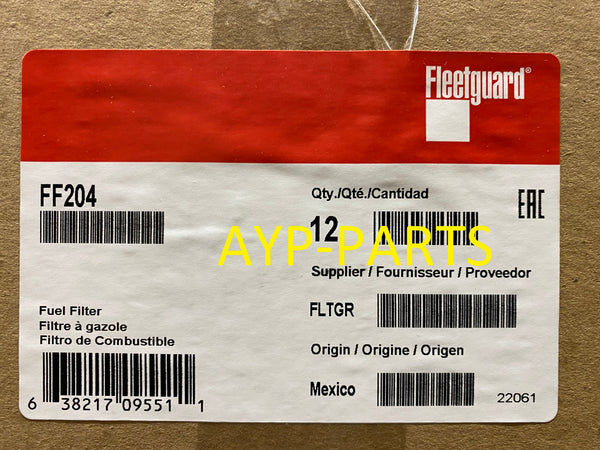 Fleetguard®
FF204
Qty./Qté./Cantidad
12
EAC
AYP-PARTS
Supplier / Fournisseur / Proveedor
FLTGR
Fuel Filter
Filtre à gazole
Filtro de Combustible
Origin / Origine / Origen
Mexico
22061
6 38217 09551 1